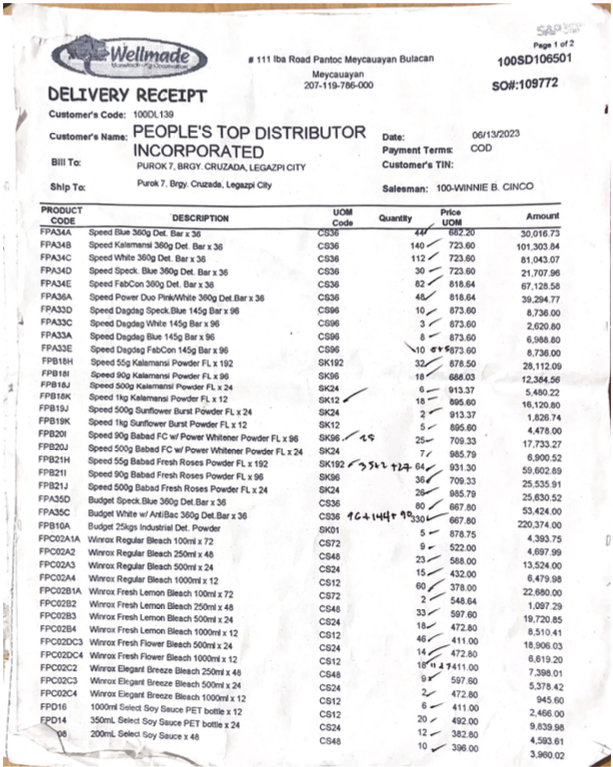 SAP
Page 1 of 2
Wellmade
# 111 Iba Road Pantoc Meycauayan Bulacan
100SD106501
Meycauayan
207-119-786-000
SO#:109772
DELIVERY RECEIPT
Customer's Code: 100DL139
Customer's Name: PEOPLE'S TOP DISTRIBUTOR INCORPORATED
Date: 06/13/2023
Payment Terms: COD
Bill To: PUROK 7, BRGY. CRUZADA, LEGAZPI CITY
Customer's TIN:
Ship To: Purok 7, Brgy. Cruzada, Legazpi City
Salesman: 100-WINNIE B. CINCO
PRODUCT CODE DESCRIPTION UOM Code Quantity Price UOM Amount
FPA34A Speed Blue 360g Det. Bar x 36 CS36 44 682.20 30,016.73
FPA34B Speed Kalamansi 360g Det. Bar x 36 CS36 140 723.60 101,303.84
FPA34C Speed White 360g Det. Bar x 36 CS36 112 723.60 81,043.07
FPA34D Speed Speck. Blue 360g Det. Bar x 36 CS36 30 723.60 21,707.96
FPA34E Speed FabCon 360g Det. Bar x 36 CS36 82 818.64 67,128.58
FPA36A Speed Power Duo Pink/White 360g Det.Bar x 36 CS36 48 818.64 39,294.77
FPA33D Speed Dagdag Speck.Blue 145g Bar x 96 CS96 10 873.60 8,736.00
FPA33C Speed Dagdag White 145g Bar x 96 CS96 3 873.60 2,620.80
FPA33A Speed Dagdag Blue 145g Bar x 96 CS96 8 873.60 6,988.80
FPA33E Speed Dagdag FabCon 145g Bar x 96 CS96 10 873.60 8,736.00
FPB18H Speed 55g Kalamansi Powder FL x 192 SK192 32 878.50 28,112.09
FPB18I Speed 90g Kalamansi Powder FL x 96 SK96 18 688.03 12,384.56
FPB18J Speed 500g Kalamansi Powder FL x 24 SK24 6 913.37 5,480.22
FPB18K Speed 1kg Kalamansi Powder FL x 12 SK12 18 895.60 16,120.80
FPB19J Speed 500g Sunflower Burst Powder FL x 24 SK24 2 913.37 1,826.74
FPB19K Speed 1kg Sunflower Burst Powder FL x 12 SK12 5 895.60 4,478.00
FPB20I Speed 90g Babad FC w/ Power Whitener Powder FL x 96 SK96 25 709.33 17,733.27
FPB20J Speed 500g Babad FC w/ Power Whitener Powder FL x 24 SK24 7 985.79 6,900.52
FPB21H Speed 55g Babad Fresh Roses Powder FL x 192 SK192 64 931.30 59,602.89
FPB21I Speed 90g Babad Fresh Roses Powder FL x 96 SK96 36 709.33 25,535.91
FPB21J Speed 500g Babad Fresh Roses Powder FL x 24 SK24 26 985.79 25,630.52
FPA35D Budget Speck.Blue 360g Det.Bar x 36 CS36 80 667.80 53,424.00
FPA35C Budget White w/ AntiBac 360g Det.Bar x 36 CS36 96+144+90 330 667.80 220,374.00
FPB10A Budget 25kgs Industrial Det. Powder SK01 5 878.75 4,393.75
FPC02A1A Winrox Regular Bleach 100ml x 72 CS72 9 522.00 4,697.99
FPC02A2 Winrox Regular Bleach 250ml x 48 CS48 23 588.00 13,524.00
FPC02A3 Winrox Regular Bleach 500ml x 24 CS24 15 432.00 6,479.98
FPC02A4 Winrox Regular Bleach 1000ml x 12 CS12 60 378.00 22,680.00
FPC02B1A Winrox Fresh Lemon Bleach 100ml x 72 CS72 2 548.64 1,097.29
FPC02B2 Winrox Fresh Lemon Bleach 250ml x 48 CS48 33 597.60 19,720.85
FPC02B3 Winrox Fresh Lemon Bleach 500ml x 24 CS24 18 472.80 8,510.41
FPC02B4 Winrox Fresh Lemon Bleach 1000ml x 12 CS12 46 411.00 18,906.03
FPC02DC3 Winrox Fresh Flower Bleach 500ml x 24 CS24 14 472.80 6,619.20
FPC02DC4 Winrox Fresh Flower Bleach 1000ml x 12 CS12 18 411.00 7,398.01
FPC02C2 Winrox Elegant Breeze Bleach 250ml x 48 CS48 9 597.60 5,378.42
FPC02C3 Winrox Elegant Breeze Bleach 500ml x 24 CS24 2 472.80 945.60
FPC02C4 Winrox Elegant Breeze Bleach 1000ml x 12 CS12 6 411.00 2,466.00
FPD16 1000ml Select Soy Sauce PET bottle x 12 CS12 20 492.00 9,839.98
FPD14 350mL Select Soy Sauce PET bottle x 24 CS24 12 382.80 4,593.61
08 200mL Select Soy Sauce x 48 CS48 10 396.00 3,960.02